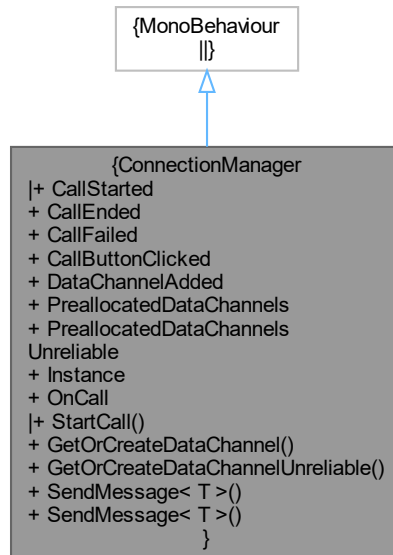 {MonoBehaviour
||}
{ConnectionManager
|+ CallStarted
+ CallEnded
+ CallFailed
+ CallButtonClicked
+ DataChannelAdded
+ PreallocatedDataChannels
+ PreallocatedDataChannels
Unreliable
+ Instance
+ OnCall
|+ StartCall()
+ GetOrCreateDataChannel()
+ GetOrCreateDataChannelUnreliable()
+ SendMessage< T >()
+ SendMessage< T >()
}